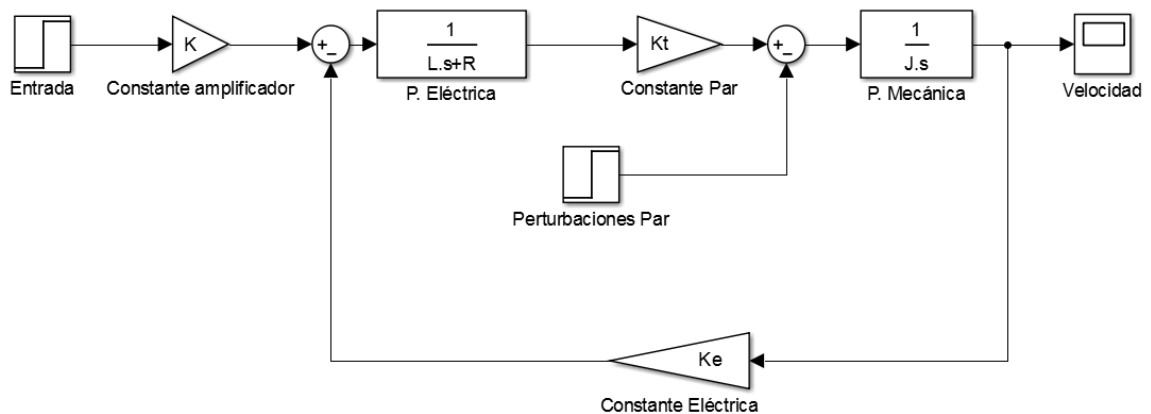 Entrada
K
Constante amplificador
+
−
1
L.s+R
P. Eléctrica
Kt
Constante Par
+
−
1
J.s
P. Mecánica
Velocidad
Perturbaciones Par
Ke
Constante Eléctrica